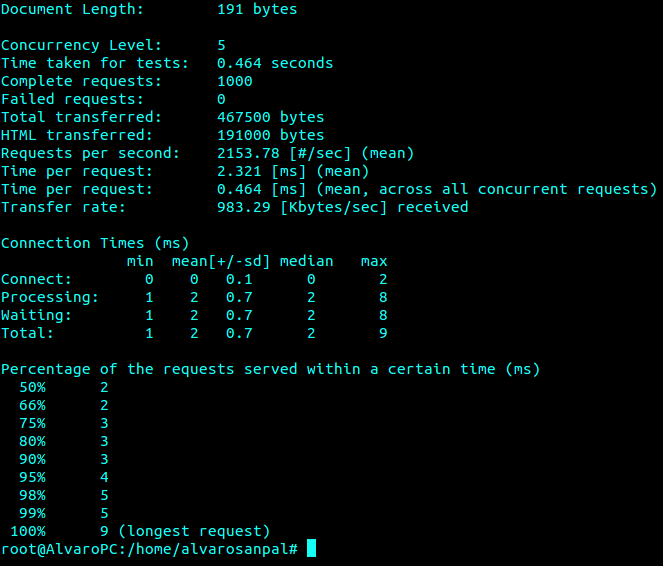 Document Length:        191 bytes

Concurrency Level:      5
Time taken for tests:   0.464 seconds
Complete requests:      1000
Failed requests:        0
Total transferred:      467500 bytes
HTML transferred:       191000 bytes
Requests per second:    2153.78 [#/sec] (mean)
Time per request:       2.321 [ms] (mean)
Time per request:       0.464 [ms] (mean, across all concurrent requests)
Transfer rate:          983.29 [Kbytes/sec] received

Connection Times (ms)
              min  mean[+/-sd] median   max
Connect:        0    0   0.1      0       2
Processing:     1    2   0.7      2       8
Waiting:        1    2   0.7      2       8
Total:          1    2   0.7      2       9

Percentage of the requests served within a certain time (ms)
  50%      2
  66%      2
  75%      3
  80%      3
  90%      3
  95%      4
  98%      5
  99%      5
 100%      9 (longest request)
root@AlvaroPC:/home/alvarosanpal#